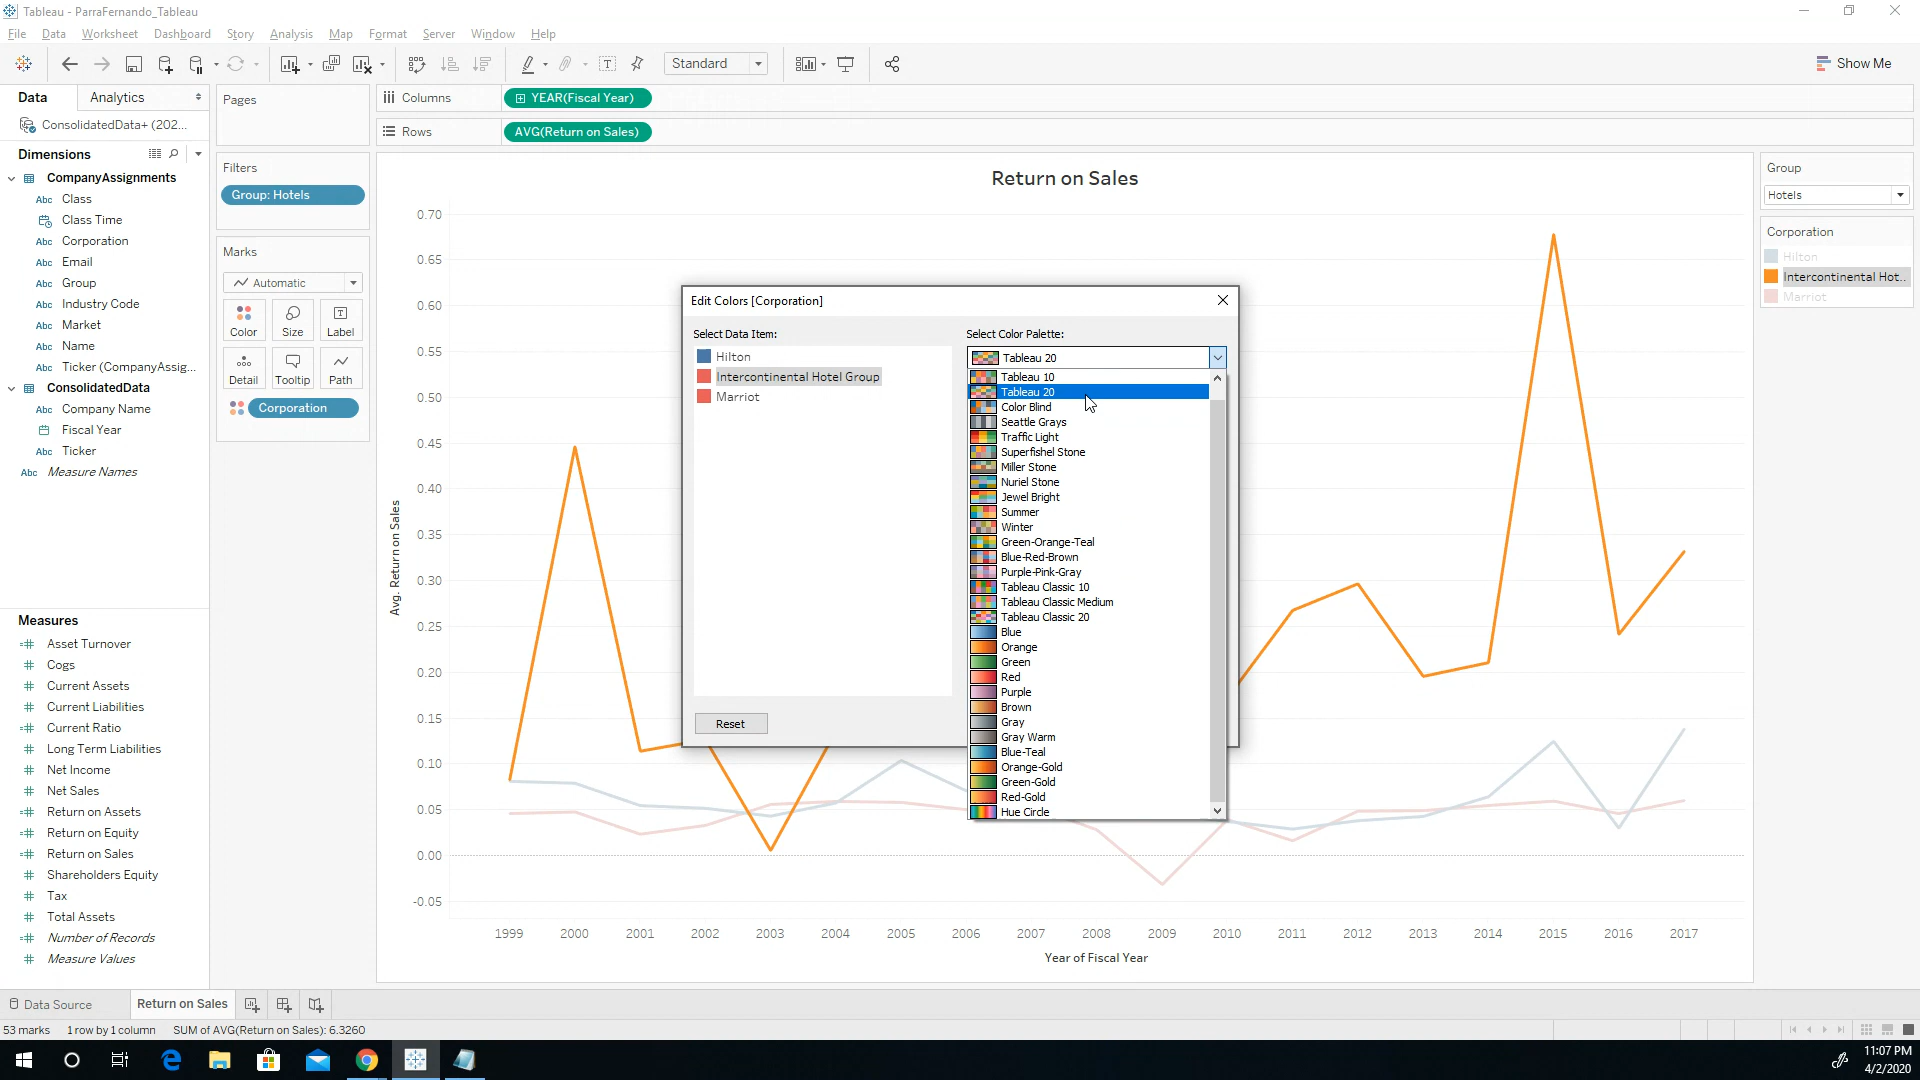 Tableau - ParraFernando_Tableau
File Data Worksheet Dashboard Story Analysis Map Format Server Window Help
Standard
Show Me
Data Analytics
ConsolidatedData+ (202...
Dimensions
CompanyAssignments
Abc Class
Class Time
Abc Corporation
Abc Email
Abc Group
Abc Industry Code
Abc Market
Abc Name
Abc Ticker (CompanyAssig...
ConsolidatedData
Abc Company Name
Fiscal Year
Abc Ticker
Abc Measure Names
Measures
Asset Turnover
Cogs
Current Assets
Current Liabilities
Current Ratio
Long Term Liabilities
Net Income
Net Sales
Return on Assets
Return on Equity
Return on Sales
Shareholders Equity
Tax
Total Assets
Number of Records
Measure Values
Pages
Filters
Group: Hotels
Marks
Automatic
Color Size Label
Detail Tooltip Path
Corporation
Columns YEAR(Fiscal Year)
Rows AVG(Return on Sales)
Return on Sales
0.70
0.65
0.60
0.55
0.50
0.45
0.40
0.35
0.30
0.25
0.20
0.15
0.10
0.05
0.00
-0.05
Avg. Return on Sales
1999 2000 2001 2002 2003 2004 2005 2006 2007 2008 2009 2010 2011 2012 2013 2014 2015 2016 2017
Year of Fiscal Year
Edit Colors [Corporation]
Select Data Item:
Hilton
Intercontinental Hotel Group
Marriot
Reset
Select Color Palette:
Tableau 20
Tableau 10
Tableau 20
Color Blind
Seattle Grays
Traffic Light
Superfishel Stone
Miller Stone
Nuriel Stone
Jewel Bright
Summer
Winter
Green-Orange-Teal
Blue-Red-Brown
Purple-Pink-Gray
Tableau Classic 10
Tableau Classic Medium
Tableau Classic 20
Blue
Orange
Green
Red
Purple
Brown
Gray
Gray Warm
Blue-Teal
Orange-Gold
Green-Gold
Red-Gold
Hue Circle
Group
Hotels
Corporation
Hilton
Intercontinental Hot..
Marriot
Data Source Return on Sales
53 marks 1 row by 1 column SUM of AVG(Return on Sales): 6.3260
11:07 PM
4/2/2020